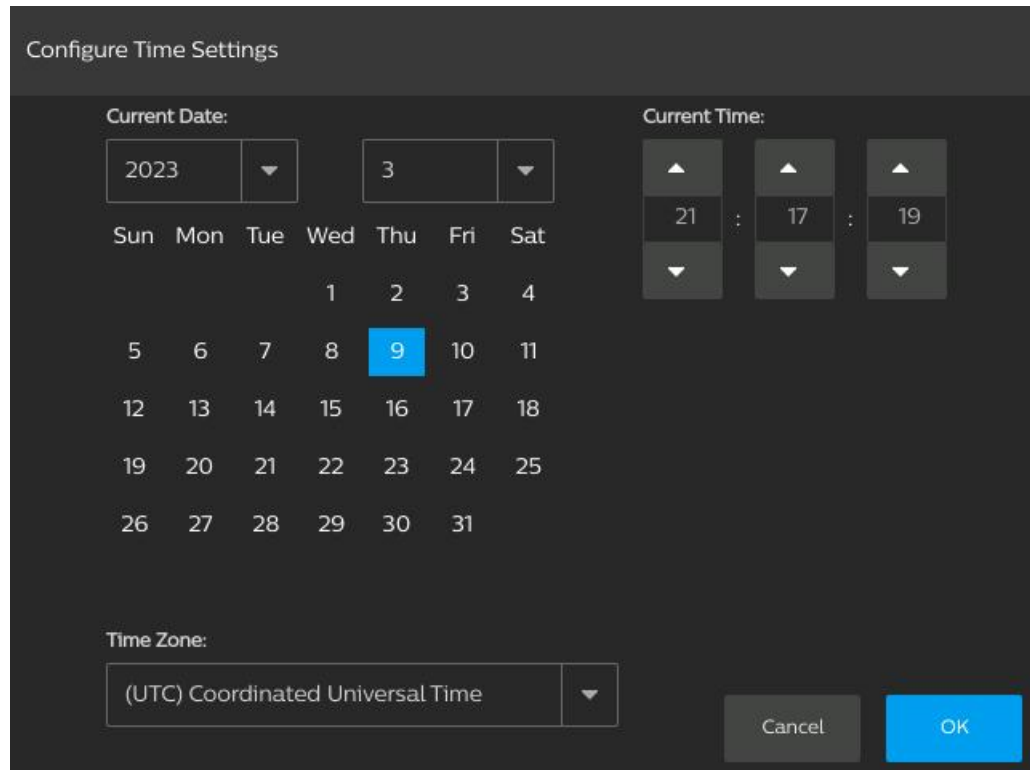 Configure Time Settings
Current Date:
Current Time:
2023
3
21 : 17 : 19
Sun Mon Tue Wed Thu Fri Sat
1 2 3 4
5 6 7 8 9 10 11
12 13 14 15 16 17 18
19 20 21 22 23 24 25
26 27 28 29 30 31
Time Zone:
(UTC) Coordinated Universal Time
Cancel
OK